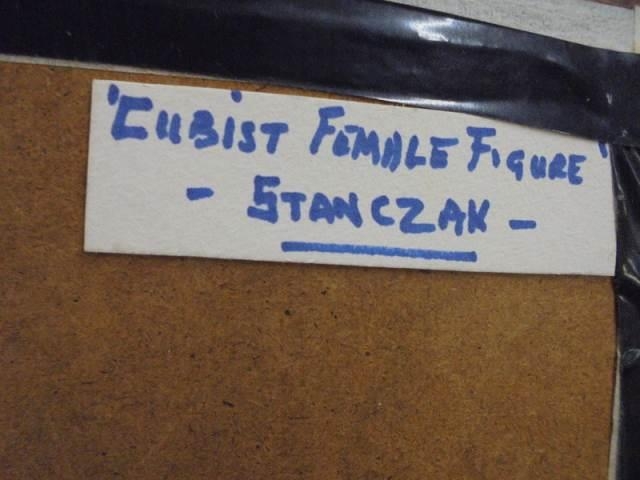 'CUBiST FEMALE FiGURE'
- STANCZAK -